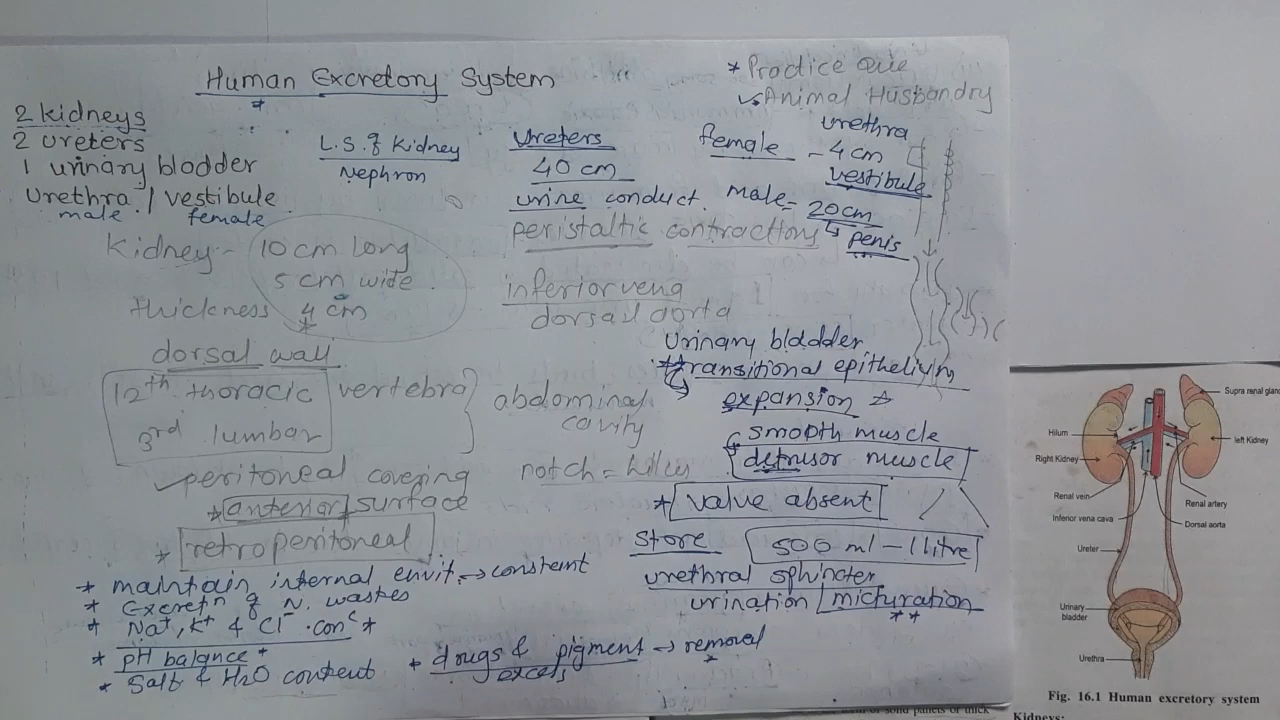 Human Excretory System
* Practice Que
Animal Husbandry
2 kidneys
2 ureters
1 urinary bladder
Urethra / vestibule
male female
L.S. of Kidney
Nephron
Kidney - 10 cm long
5 cm wide
thickness 4 cm
*
dorsal wall
12th thoracic vertebra
3rd lumbar
abdominal cavity
peritoneal covering
* anterior surface
* retroperitoneal
Ureters
40 cm
urine conduct.
peristaltic contractions
inferior vena
dorsal aorta
notch = hilus
urethra
female - 4 cm
vestibule
male = 20 cm
penis
Urinary bladder
transitional epithelium
expansion
smooth muscle
detrusor muscle
* valve absent
store 500 ml - 1 litre
urethral sphincter
urination micturation
**
* maintain internal envit. → constent
* Excretn of N. wastes
* Na+, K+ & Cl- conc *
* pH balance *
* Salt & H2O content
* drugs & pigment → removal
excess
Supra renal gland
Hilum
left Kidney
Right Kidney
Renal vein
Renal artery
Inferior vena cava
Dorsal aorta
Ureter
Urinary bladder
Urethra
Fig. 16.1 Human excretory system
Kidneys: